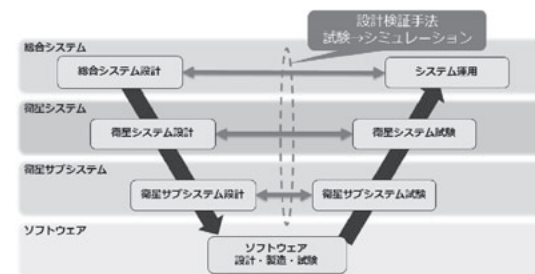 設計検証手法
試験→シミュレーション
総合システム
総合システム設計
システム運用
衛星システム
衛星システム設計
衛星システム試験
衛星サブシステム
衛星サブシステム設計
衛星サブシステム試験
ソフトウェア
ソフトウェア
設計・製造・試験